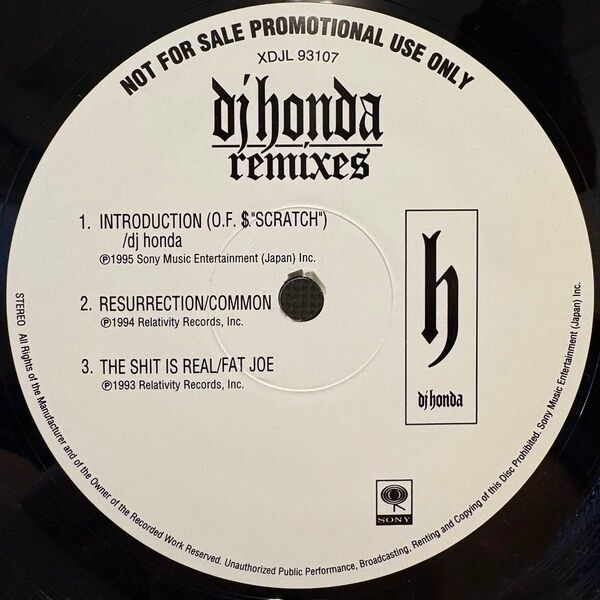 NOT FOR SALE PROMOTIONAL USE ONLY
XDJL 93107
dj honda
remixes
1. INTRODUCTION (O.F. $."SCRATCH")
/dj honda
℗1995 Sony Music Entertainment (Japan) Inc.
2. RESURRECTION/COMMON
℗1994 Relativity Records, Inc.
3. THE SHIT IS REAL/FAT JOE
℗1993 Relativity Records, Inc.
h
dj honda
SONY
STEREO All Rights of the Manufacturer and of the Owner of the Recorded Work Reserved. Unauthorized Public Performance, Broadcasting, Renting and Copying of this Disc Prohibited. Sony Music Entertainment (Japan) Inc.